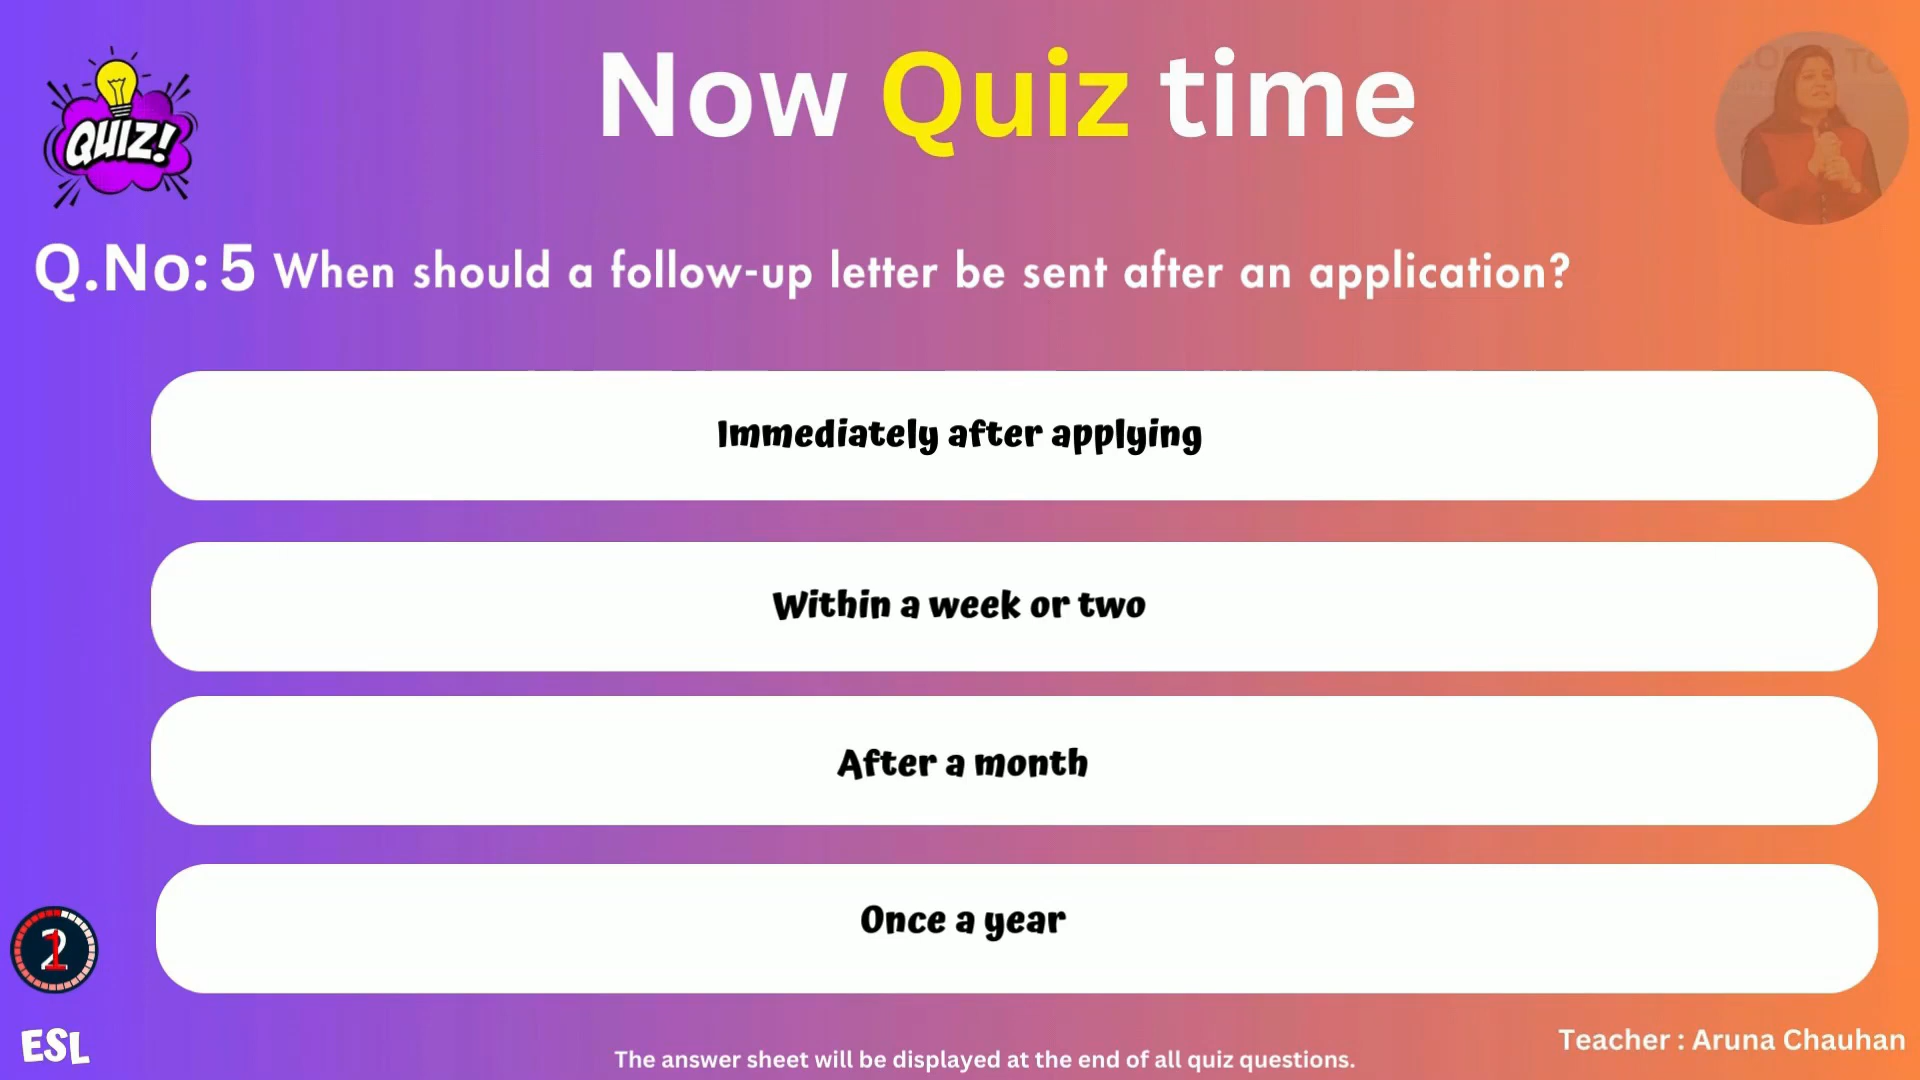 QUIZ!
Now Quiz time
Q.No: 5 When should a follow-up letter be sent after an application?
Immediately after applying
Within a week or two
After a month
Once a year
ESL
Teacher : Aruna Chauhan
The answer sheet will be displayed at the end of all quiz questions.